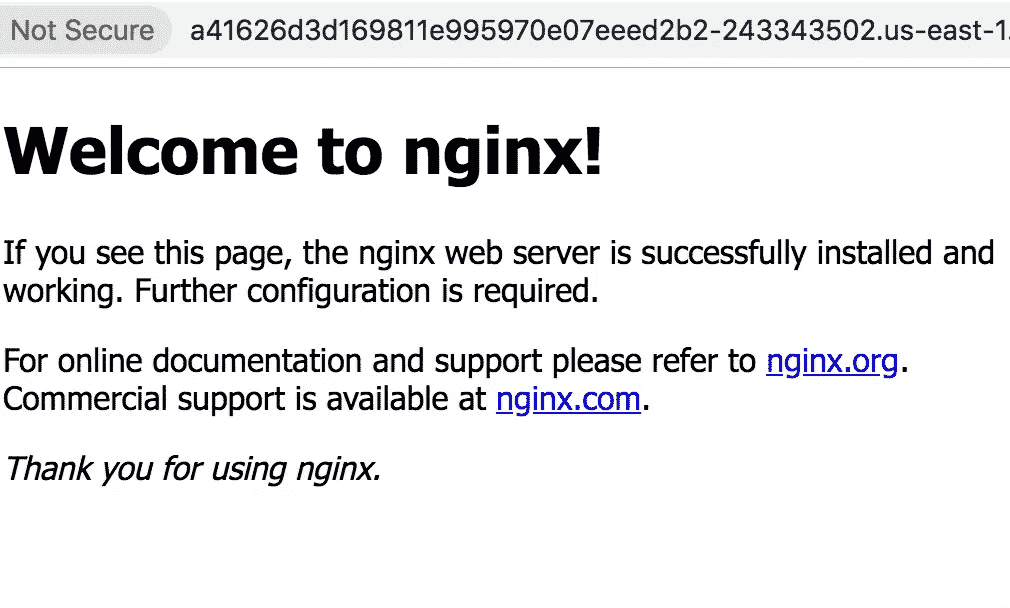 Not Secure a41626d3d169811e995970e07eeed2b2-243343502.us-east-1.
Welcome to nginx!
If you see this page, the nginx web server is successfully installed and
working. Further configuration is required.
For online documentation and support please refer to nginx.org.
Commercial support is available at nginx.com.
Thank you for using nginx.